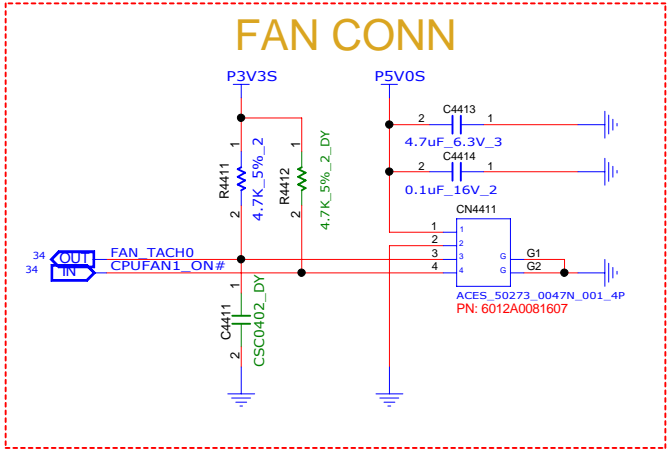 FAN CONN
P3V3S
P5V0S
C4413
2
1
4.7uF_6.3V_3
C4414
2
1
0.1uF_16V_2
1
R4411
4.7K_5%_2
2
1
R4412
4.7K_5%_2_DY
2
CN4411
1
2
3
4
1
2
3
4
G
G
G1
G2
ACES_50273_0047N_001_4P
PN: 6012A0081607
34
OUT
FAN_TACH0
34
IN
CPUFAN1_ON#
1
C4411
CSC0402_DY
2